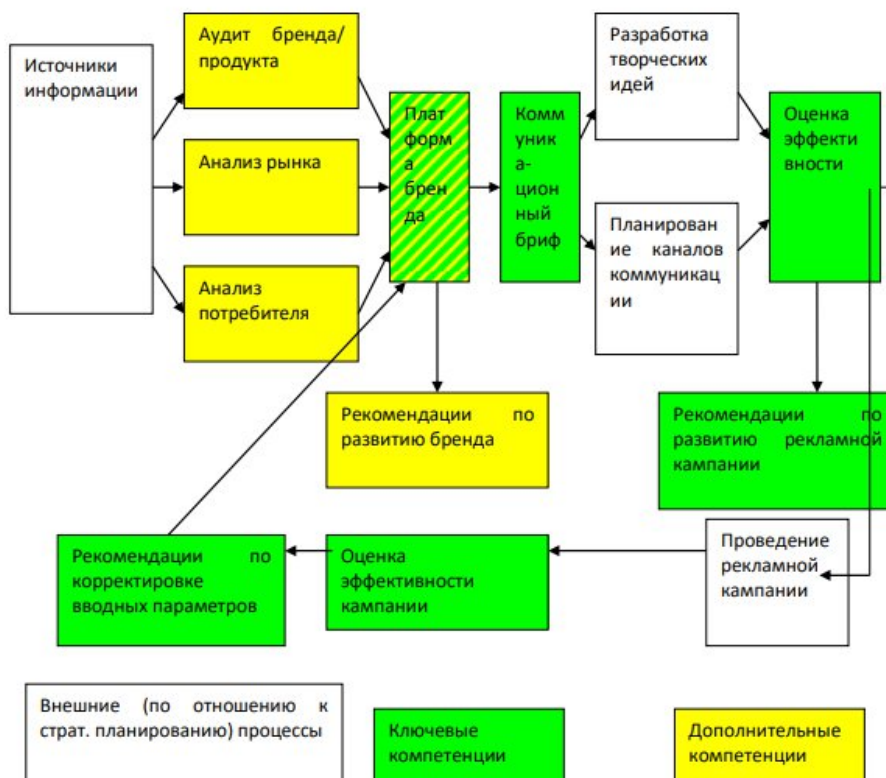 Источники
информации
Аудит бренда/
продукта
Анализ рынка
Анализ
потребителя
Плат
форм
а
брен
да
Комм
уник
а-
цион
ный
бриф
Разработка
творческих
идей
Планирован
ие каналов
коммуникац
ии
Оценка
эффекти
вности
Рекомендации по
развитию бренда
Рекомендации по
развитию рекламной
кампании
Рекомендации по
корректировке
вводных параметров
Оценка
эффективности
кампании
Проведение
рекламной
кампании
Внешние (по отношению к
страт. планированию) процессы
Ключевые
компетенции
Дополнительные
компетенции